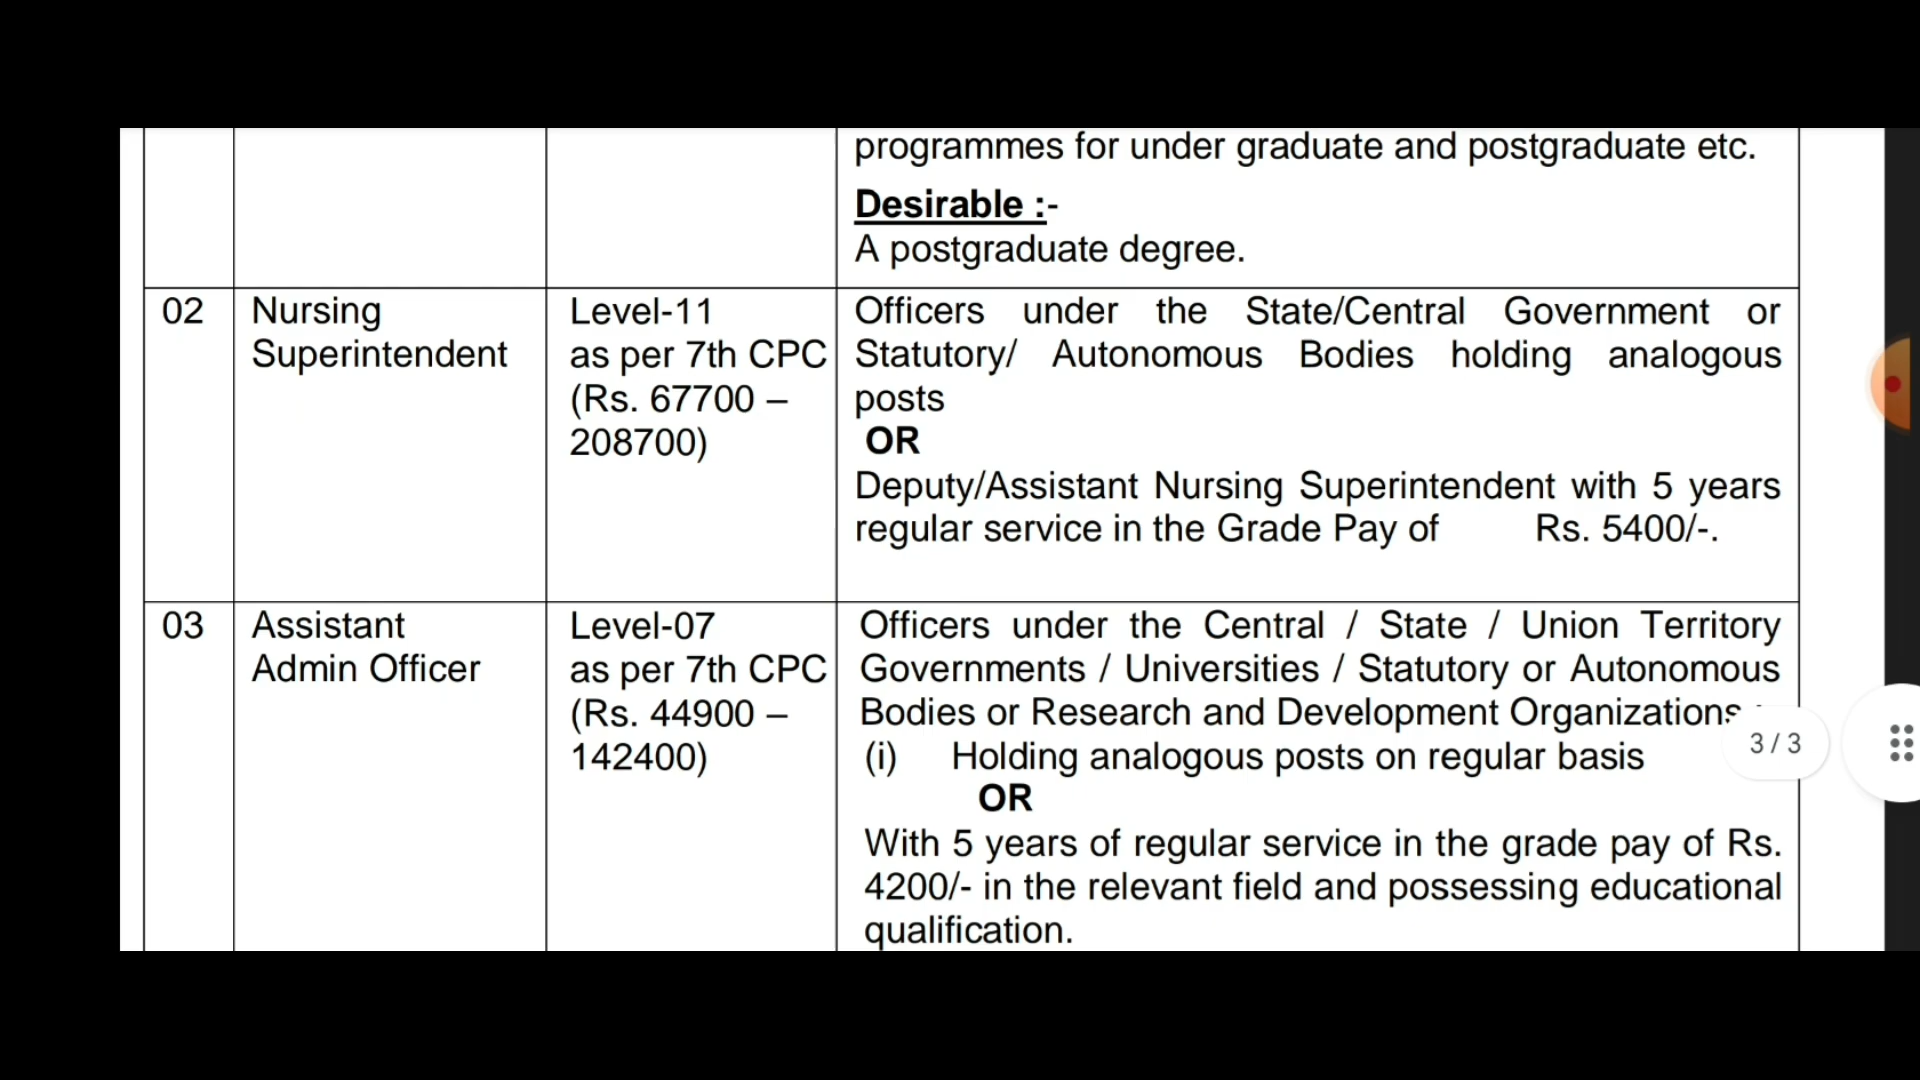 programmes for under graduate and postgraduate etc.
Desirable :-
A postgraduate degree.
02
Nursing
Superintendent
Level-11
as per 7th CPC
(Rs. 67700 –
208700)
Officers under the State/Central Government or
Statutory/ Autonomous Bodies holding analogous
posts
OR
Deputy/Assistant Nursing Superintendent with 5 years
regular service in the Grade Pay of Rs. 5400/-.
03
Assistant
Admin Officer
Level-07
as per 7th CPC
(Rs. 44900 –
142400)
Officers under the Central / State / Union Territory
Governments / Universities / Statutory or Autonomous
Bodies or Research and Development Organizations :
(i) Holding analogous posts on regular basis
OR
With 5 years of regular service in the grade pay of Rs.
4200/- in the relevant field and possessing educational
qualification.
3 / 3